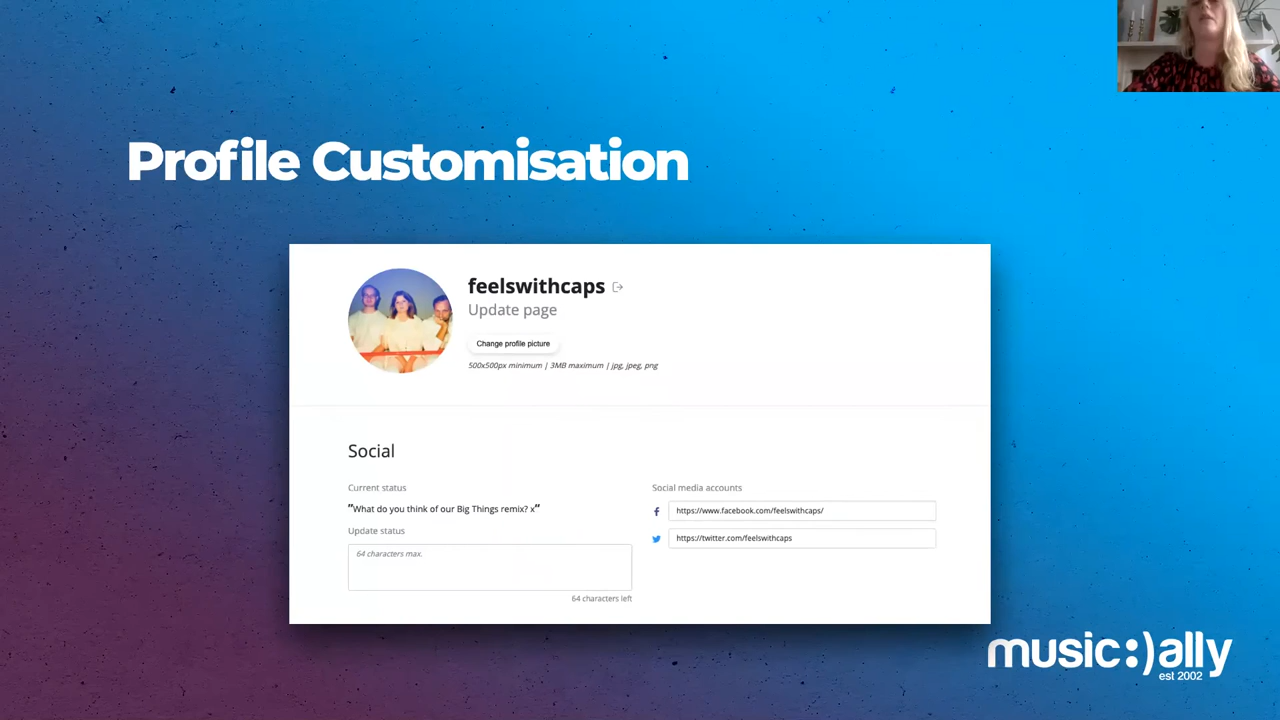 Profile Customisation
feelswithcaps
Update page
Change profile picture
500x500px minimum | 3MB maximum | jpg, jpeg, png
Social
Current status
"What do you think of our Big Things remix? x"
Update status
64 characters max.
64 characters left
Social media accounts
https://www.facebook.com/feelswithcaps/
https://twitter.com/feelswithcaps
music:)ally
est 2002